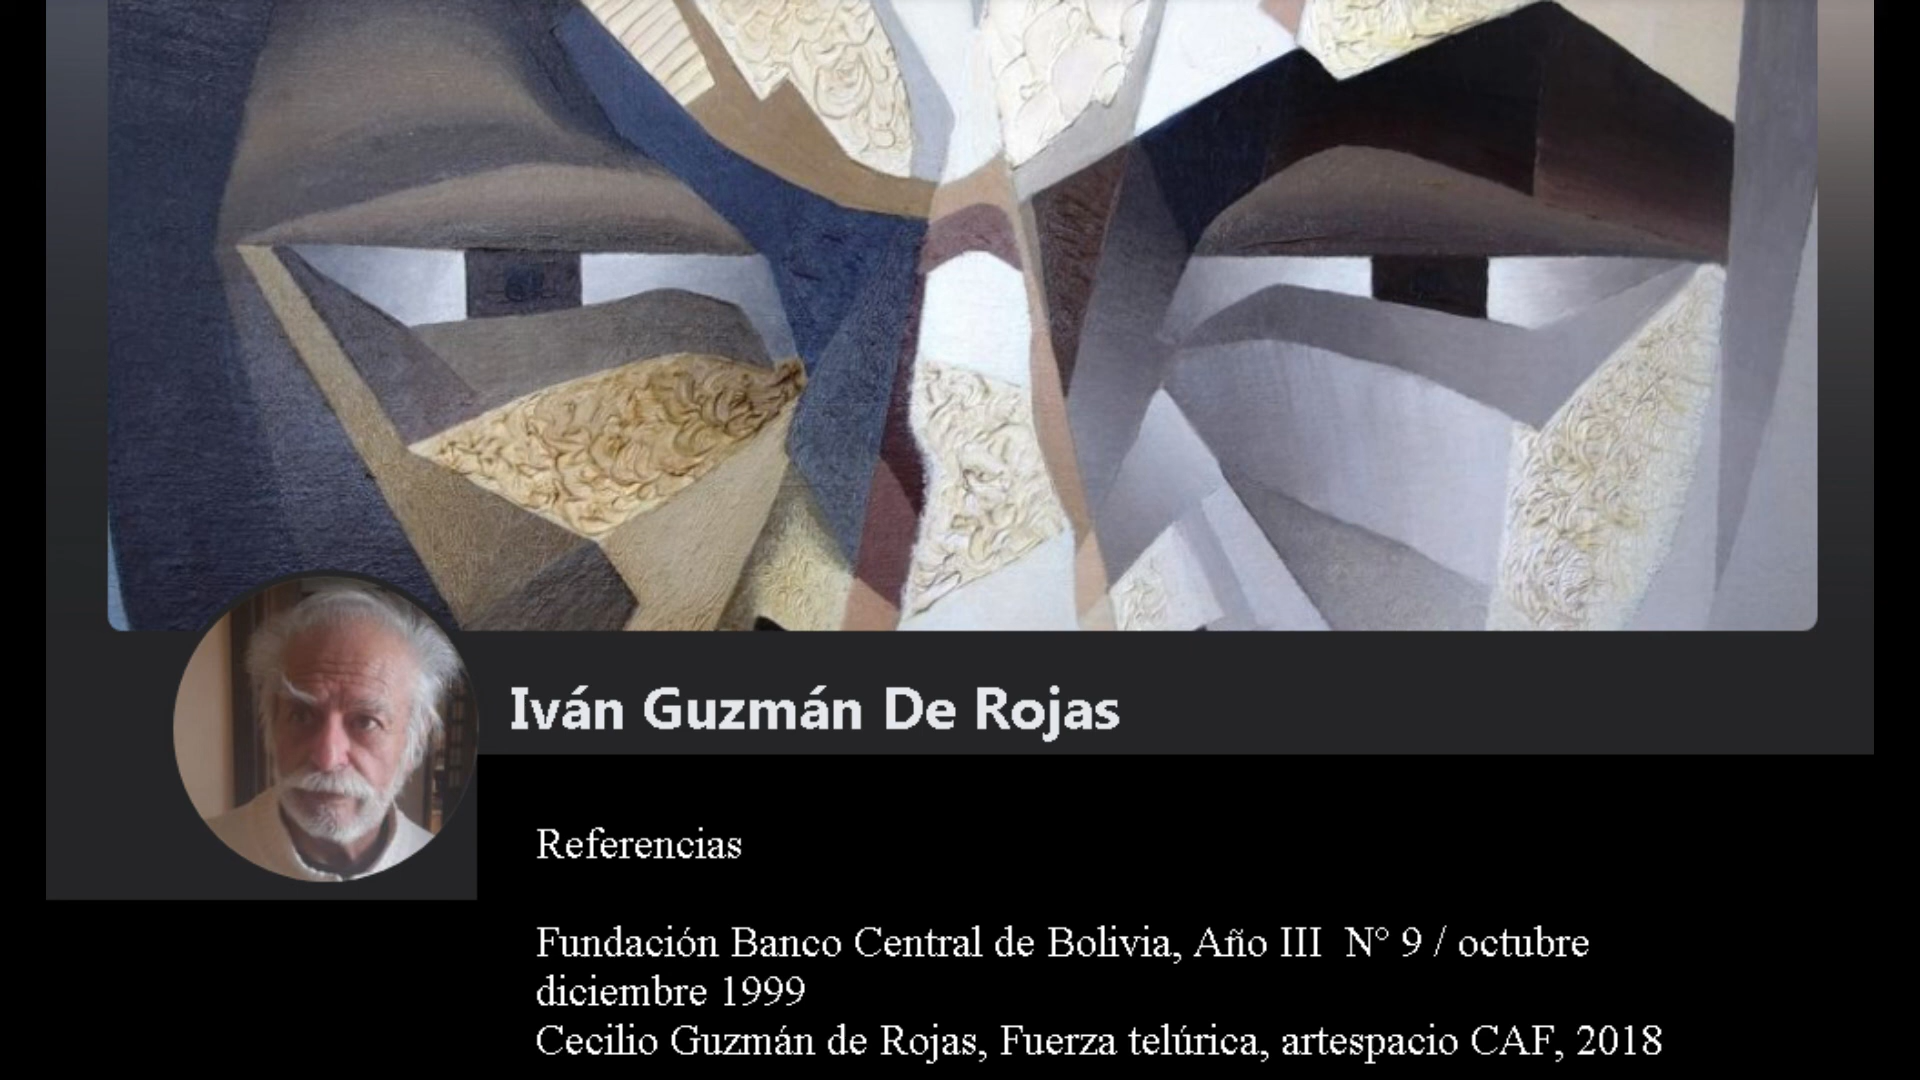 Iván Guzmán De Rojas
Referencias
Fundación Banco Central de Bolivia, Año III  N° 9 / octubre
diciembre 1999
Cecilio Guzmán de Rojas, Fuerza telúrica, artespacio CAF, 2018